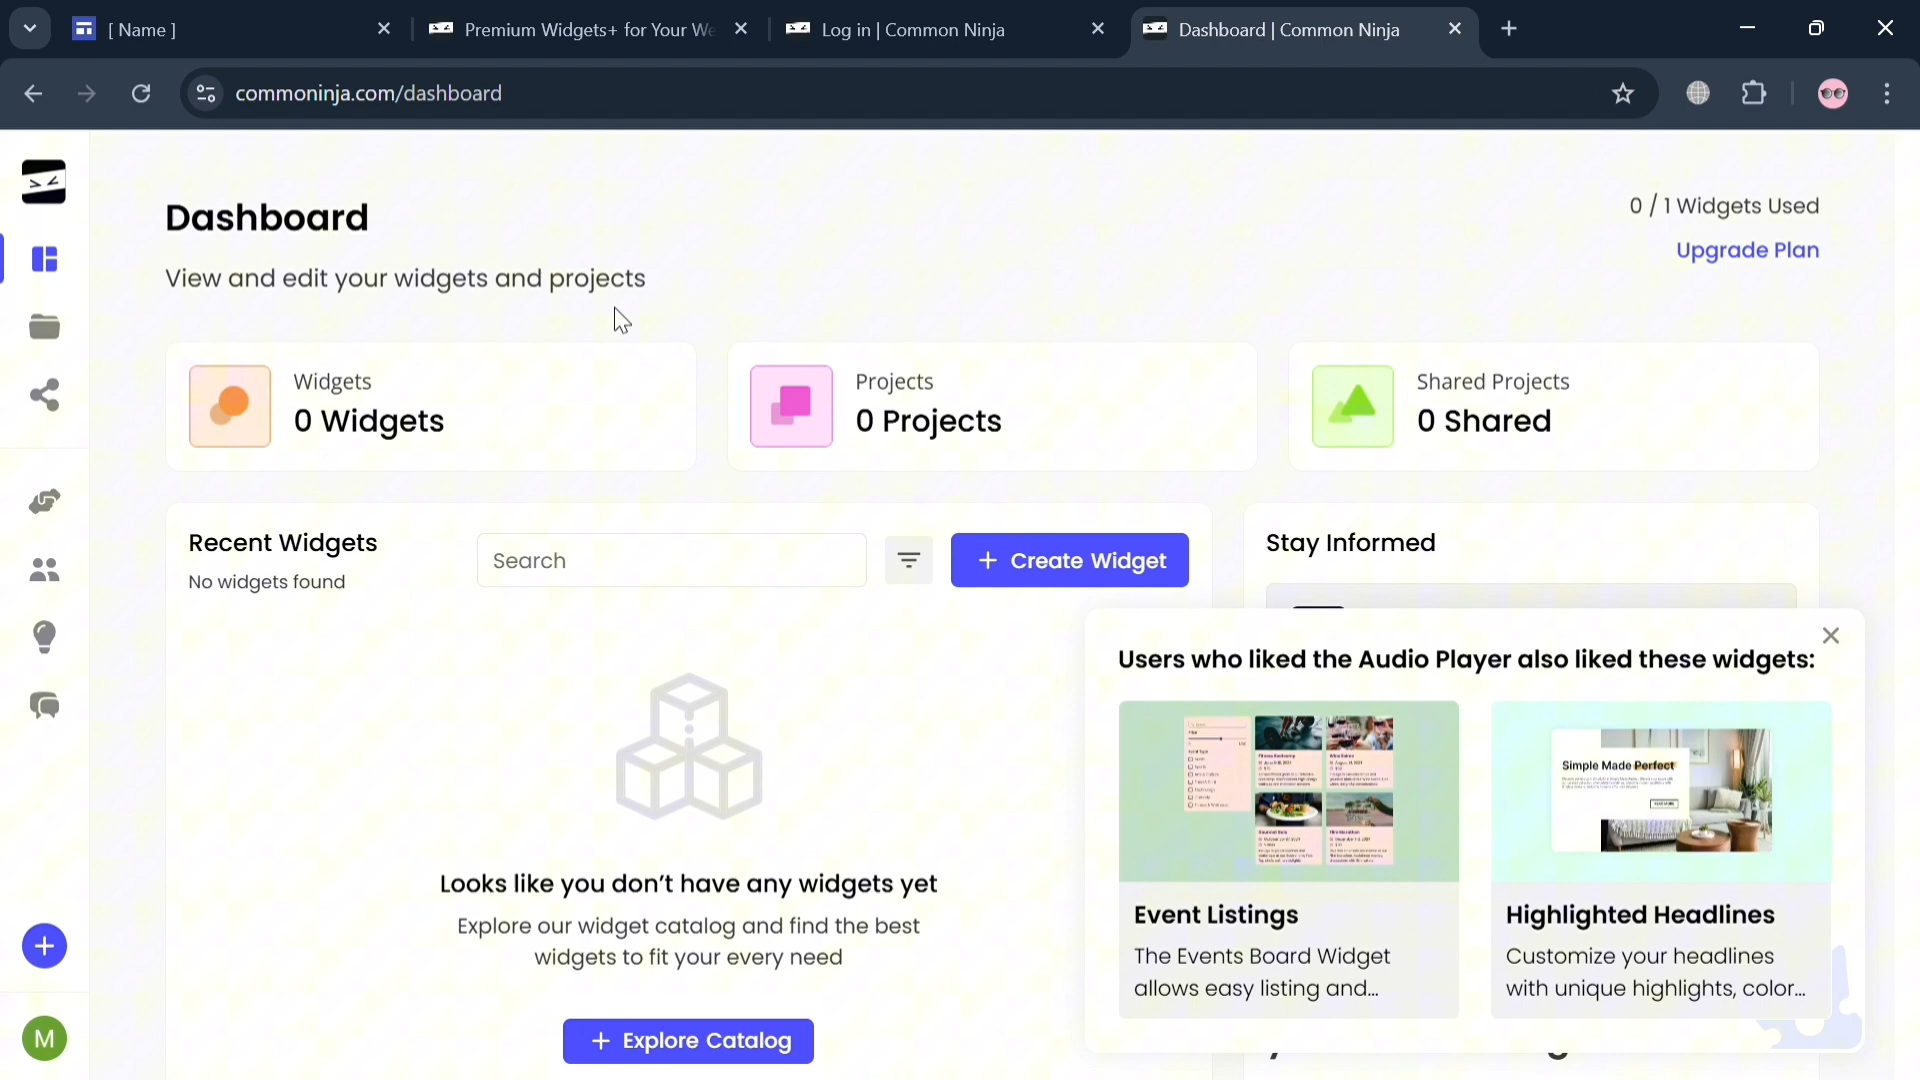 [ Name ]
Premium Widgets+ for Your We
Log in | Common Ninja
Dashboard | Common Ninja
commoninja.com/dashboard
Dashboard
View and edit your widgets and projects
0 / 1 Widgets Used
Upgrade Plan
Widgets
0 Widgets
Projects
0 Projects
Shared Projects
0 Shared
Recent Widgets
No widgets found
Search
+ Create Widget
Stay Informed
Looks like you don't have any widgets yet
Explore our widget catalog and find the best
widgets to fit your every need
+ Explore Catalog
Users who liked the Audio Player also liked these widgets:
Simple Made Perfect
Event Listings
The Events Board Widget
allows easy listing and...
Highlighted Headlines
Customize your headlines
with unique highlights, color...
M